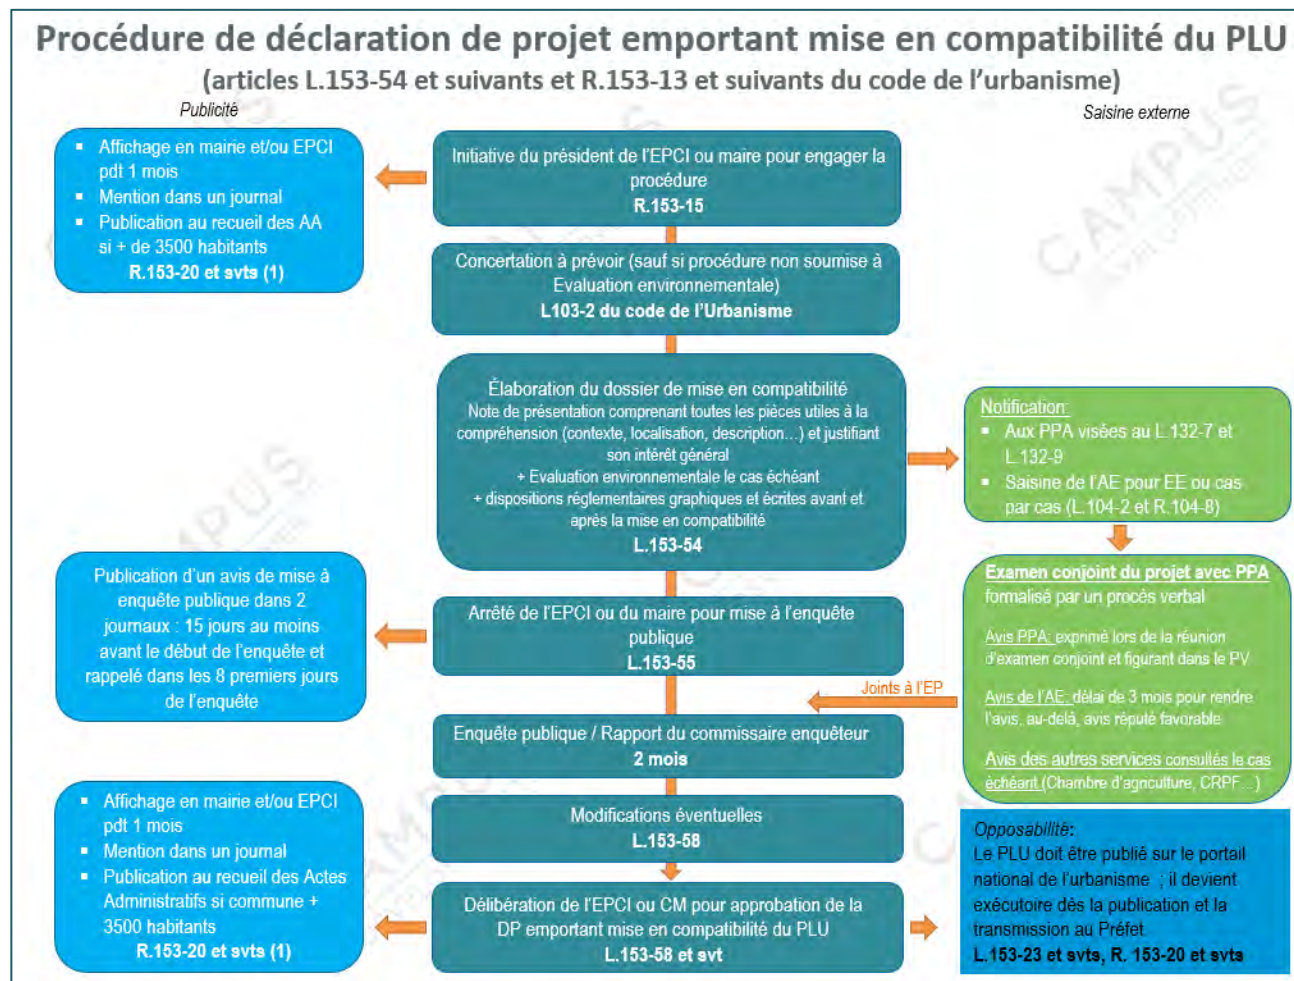 Procédure de déclaration de projet emportant mise en compatibilité du PLU
(articles L.153-54 et suivants et R.153-13 et suivants du code de l'urbanisme)
Publicité
Saisine externe
▪ Affichage en mairie et/ou EPCI
pdt 1 mois
▪ Mention dans un journal
▪ Publication au recueil des AA
si + de 3500 habitants
R.153-20 et svts (1)
Initiative du président de l'EPCI ou maire pour engager la
procédure
R.153-15
Concertation à prévoir (sauf si procédure non soumise à
Evaluation environnementale)
L103-2 du code de l'Urbanisme
Élaboration du dossier de mise en compatibilité
Note de présentation comprenant toutes les pièces utiles à la
compréhension (contexte, localisation, description…) et justifiant
son intérêt général
+ Evaluation environnementale le cas échéant
+ dispositions réglementaires graphiques et écrites avant et
après la mise en compatibilité
L.153-54
Notification:
▪ Aux PPA visées au L.132-7 et
L.132-9
▪ Saisine de l'AE pour EE ou cas
par cas (L.104-2 et R.104-8)
Publication d'un avis de mise à
enquête publique dans 2
journaux : 15 jours au moins
avant le début de l'enquête et
rappelé dans les 8 premiers jours
de l'enquête
Arrêté de l'EPCI ou du maire pour mise à l'enquête
publique
L.153-55
Examen conjoint du projet avec PPA
formalisé par un procès verbal
Avis PPA: exprimé lors de la réunion
d'examen conjoint et figurant dans le PV
Avis de l'AE: délai de 3 mois pour rendre
l'avis, au-delà, avis réputé favorable
Avis des autres services consultés le cas
échéant (Chambre d'agriculture, CRPF…)
Joints à l'EP
Enquête publique / Rapport du commissaire enquêteur
2 mois
Modifications éventuelles
L.153-58
▪ Affichage en mairie et/ou EPCI
pdt 1 mois
▪ Mention dans un journal
▪ Publication au recueil des Actes
Administratifs si commune +
3500 habitants
R.153-20 et svts (1)
Délibération de l'EPCI ou CM pour approbation de la
DP emportant mise en compatibilité du PLU
L.153-58 et svt
Opposabilité:
Le PLU doit être publié sur le portail
national de l'urbanisme ; il devient
exécutoire dès la publication et la
transmission au Préfet
L.153-23 et svts, R. 153-20 et svts
CAMPUS